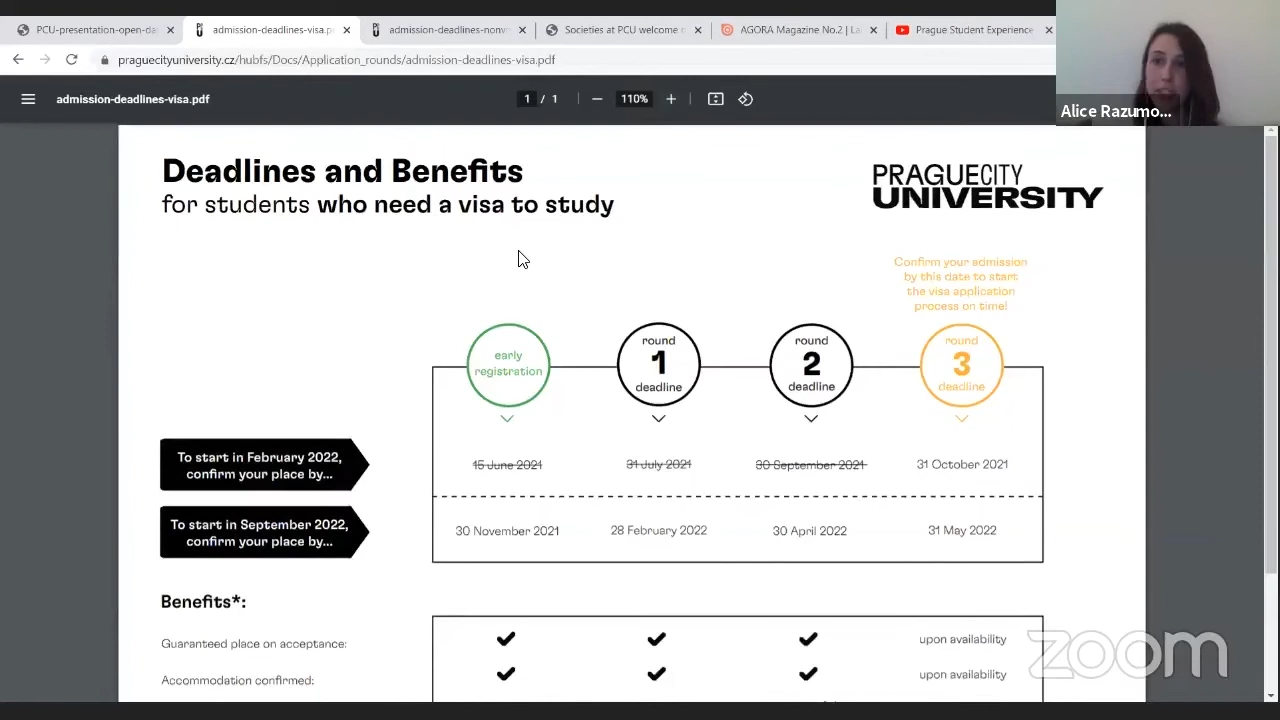 PCU-presentation-open-da
admission-deadlines-visa.p
admission-deadlines-nonv
Societies at PCU welcome
AGORA Magazine No.2 | La
Prague Student Experience
praguecityuniversity.cz/hubfs/Docs/Application_rounds/admission-deadlines-visa.pdf
admission-deadlines-visa.pdf
1 / 1
110%
Alice Razumo...
Deadlines and Benefits
for students who need a visa to study
PRAGUECITY
UNIVERSITY
Confirm your admission
by this date to start
the visa application
process on time!
early
registration
round
1
deadline
round
2
deadline
round
3
deadline
To start in February 2022,
confirm your place by...
15 June 2021
31 July 2021
30 September 2021
31 October 2021
To start in September 2022,
confirm your place by...
30 November 2021
28 February 2022
30 April 2022
31 May 2022
Benefits*:
Guaranteed place on acceptance:
upon availability
Accommodation confirmed:
upon availability
zoom